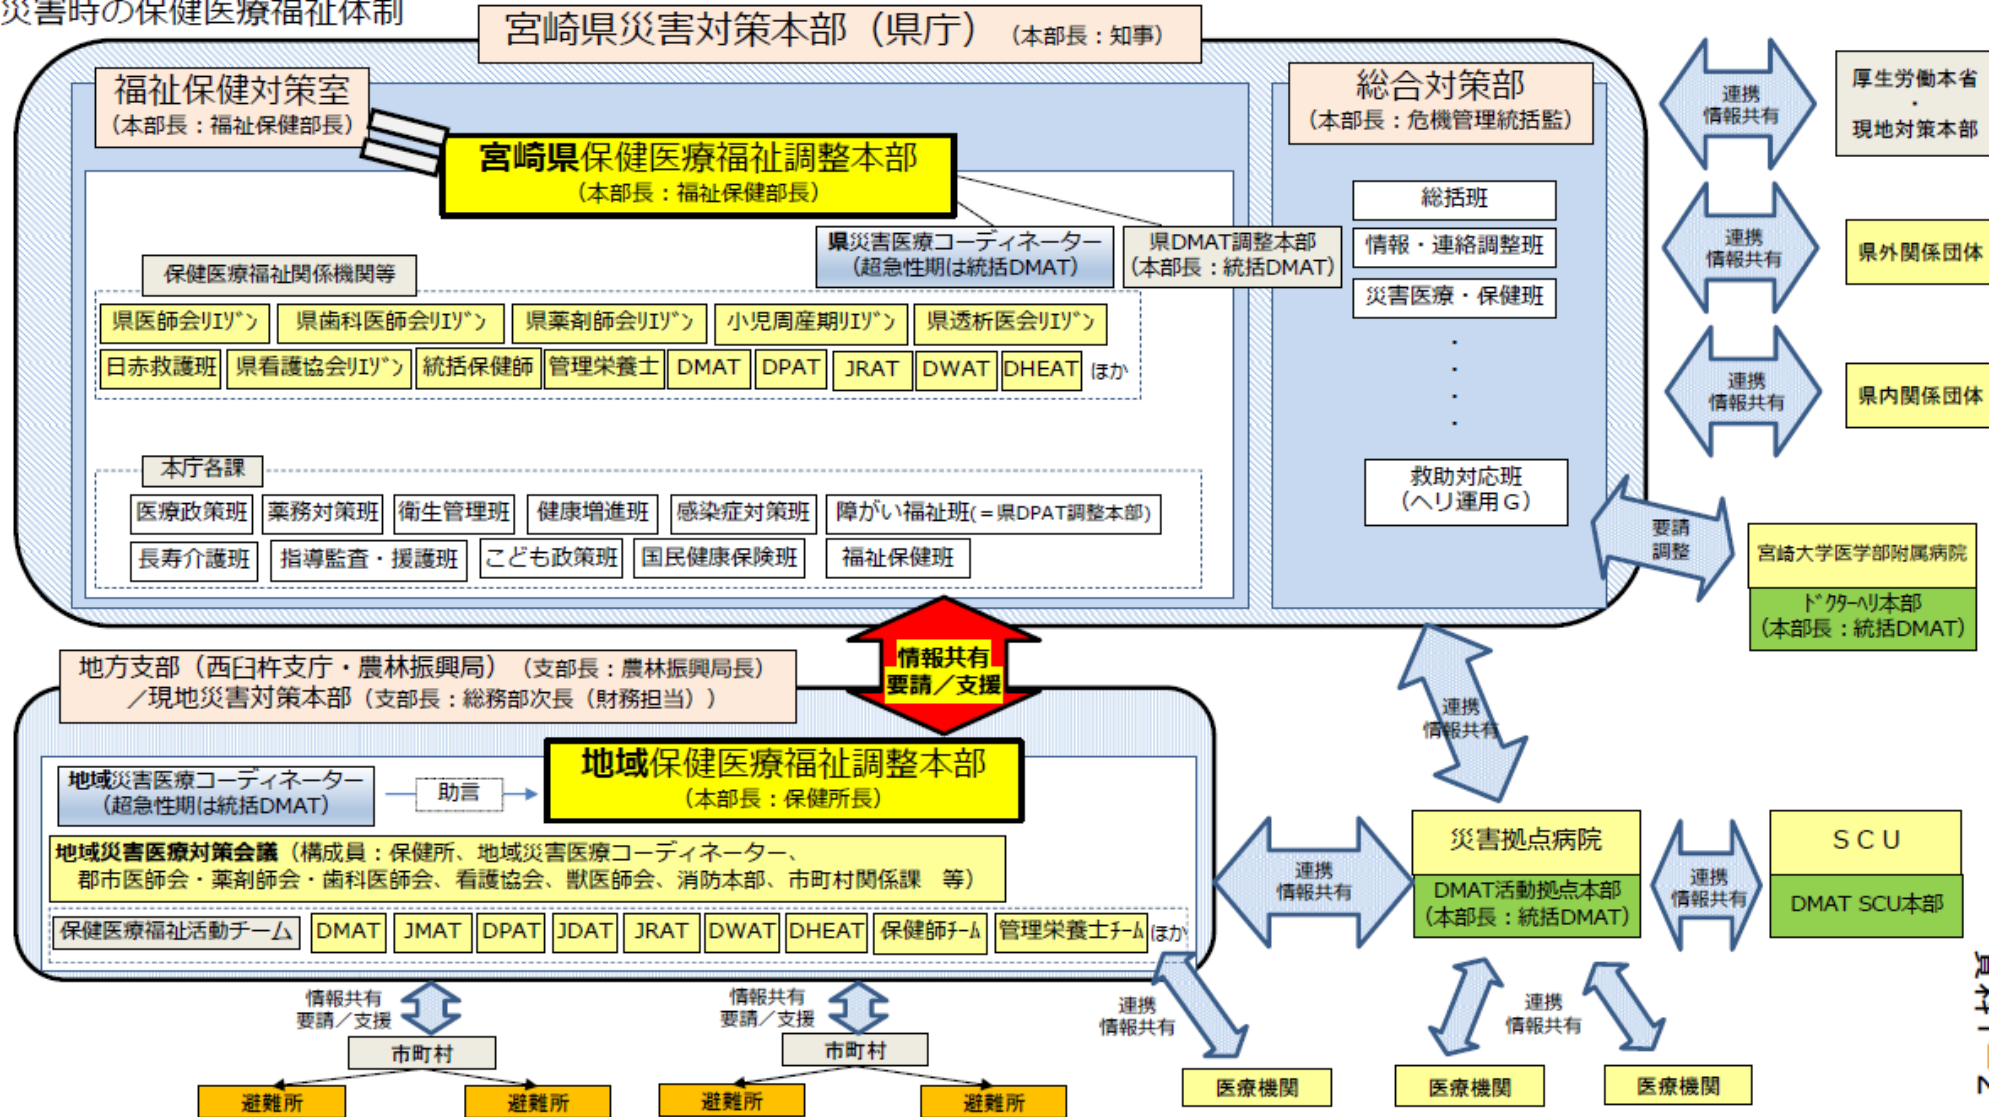 災害時の保健医療福祉体制
宮崎県災害対策本部（県庁）（本部長：知事）
福祉保健対策室
（本部長：福祉保健部長）
宮崎県保健医療福祉調整本部
（本部長：福祉保健部長）
県災害医療コーディネーター
（超急性期は統括DMAT）
県DMAT調整本部
（本部長：統括DMAT）
保健医療福祉関係機関等
県医師会ﾘｴｿﾞﾝ
県歯科医師会ﾘｴｿﾞﾝ
県薬剤師会ﾘｴｿﾞﾝ
小児周産期ﾘｴｿﾞﾝ
県透析医会ﾘｴｿﾞﾝ
日赤救護班
県看護協会ﾘｴｿﾞﾝ
統括保健師
管理栄養士
DMAT
DPAT
JRAT
DWAT
DHEAT
ほか
本庁各課
医療政策班
薬務対策班
衛生管理班
健康増進班
感染症対策班
障がい福祉班(＝県DPAT調整本部)
長寿介護班
指導監査・援護班
こども政策班
国民健康保険班
福祉保健班
総合対策部
（本部長：危機管理統括監）
総括班
情報・連絡調整班
災害医療・保健班
・
・
・
・
救助対応班
（ヘリ運用Ｇ）
連携
情報共有
厚生労働本省
・
現地対策本部
連携
情報共有
県外関係団体
連携
情報共有
県内関係団体
要請
調整
宮崎大学医学部附属病院
ﾄﾞｸﾀｰﾍﾘ本部
（本部長：統括DMAT）
情報共有
要請／支援
地方支部（西臼杵支庁・農林振興局）（支部長：農林振興局長）
／現地災害対策本部（支部長：総務部次長（財務担当））
地域保健医療福祉調整本部
（本部長：保健所長）
地域災害医療コーディネーター
（超急性期は統括DMAT）
助言
地域災害医療対策会議（構成員：保健所、地域災害医療コーディネーター、
郡市医師会・薬剤師会・歯科医師会、看護協会、獣医師会、消防本部、市町村関係課　等）
保健医療福祉活動チーム
DMAT
JMAT
DPAT
JDAT
JRAT
DWAT
DHEAT
保健師ﾁｰﾑ
管理栄養士ﾁｰﾑ
ほか
連携
情報共有
連携
情報共有
災害拠点病院
DMAT活動拠点本部
（本部長：統括DMAT）
連携
情報共有
ＳＣＵ
DMAT SCU本部
情報共有
要請／支援
市町村
避難所
避難所
情報共有
要請／支援
市町村
避難所
避難所
連携
情報共有
医療機関
連携
情報共有
医療機関
医療機関